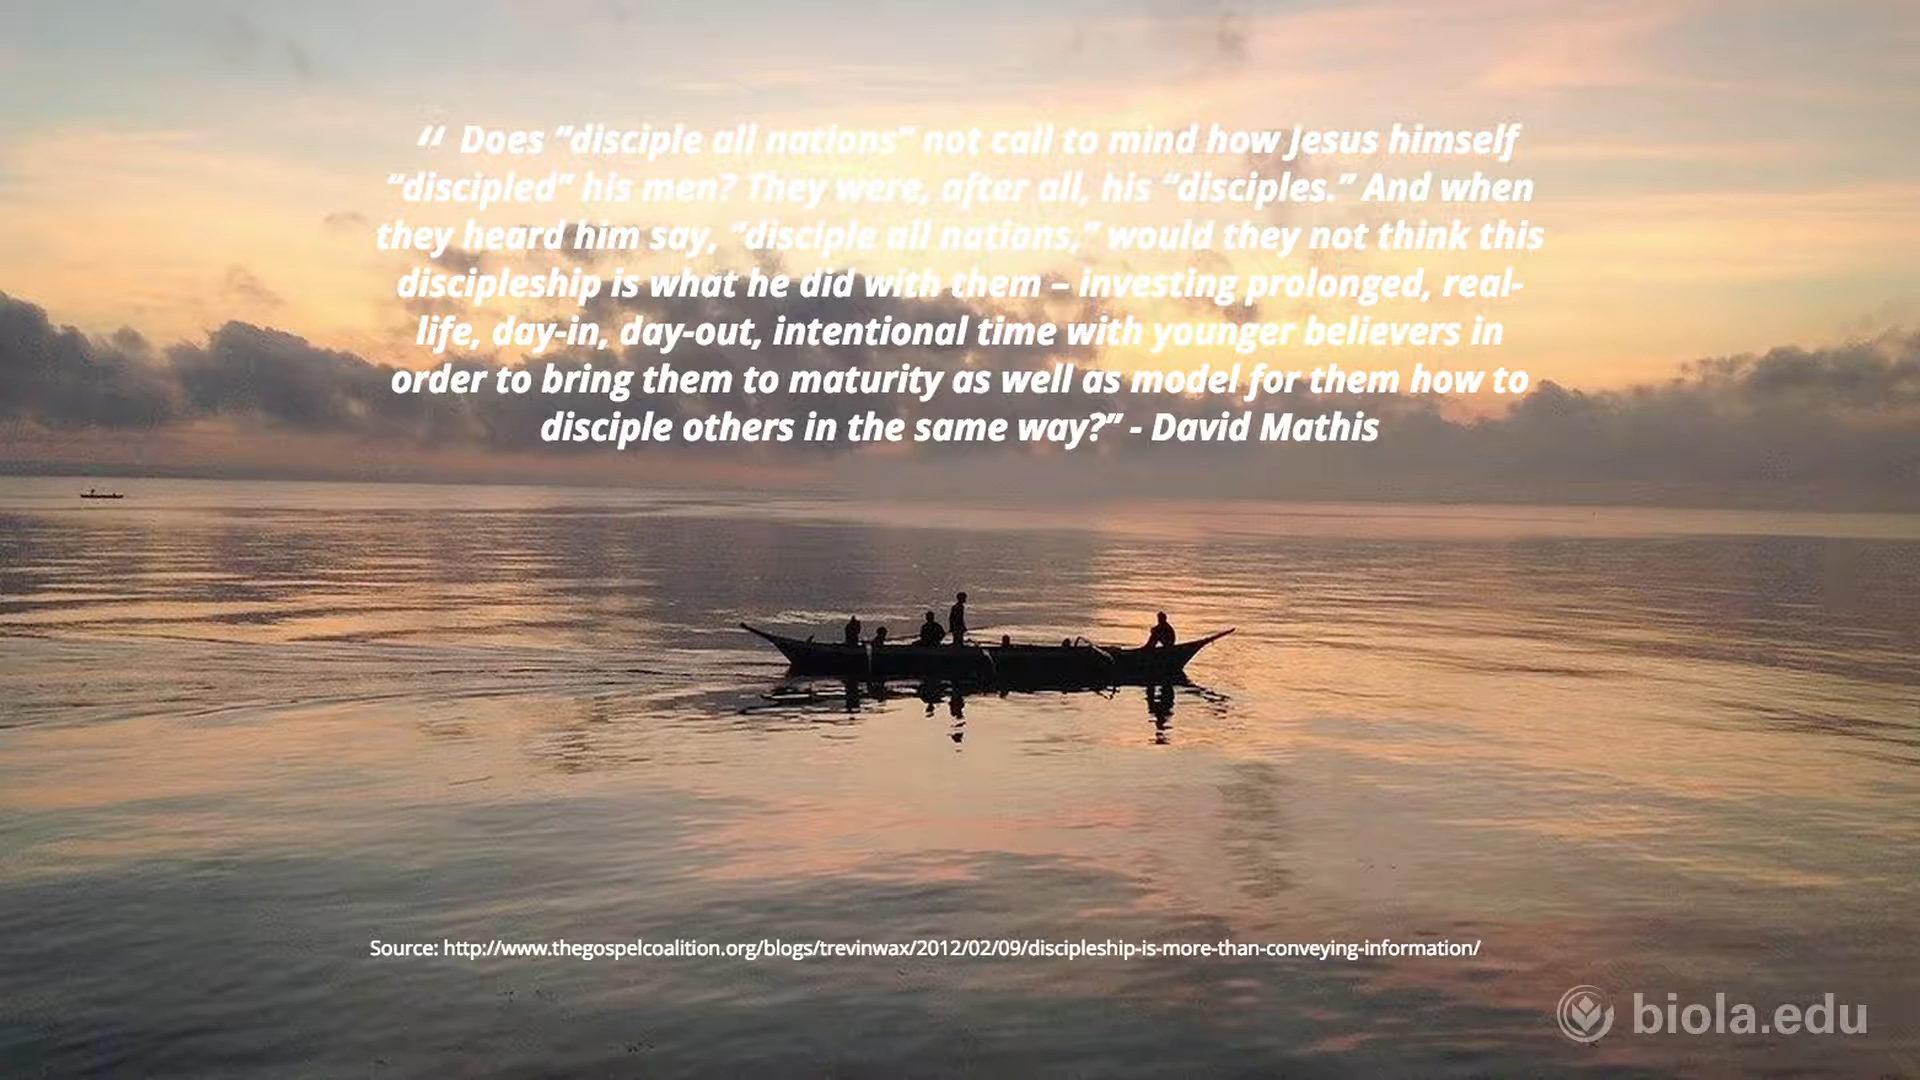 “ Does “disciple all nations” not call to mind how Jesus himself
“discipled” his men? They were, after all, his “disciples.” And when
they heard him say, “disciple all nations,” would they not think this
discipleship is what he did with them – investing prolonged, real-
life, day-in, day-out, intentional time with younger believers in
order to bring them to maturity as well as model for them how to
disciple others in the same way?” - David Mathis
Source: http://www.thegospelcoalition.org/blogs/trevinwax/2012/02/09/discipleship-is-more-than-conveying-information/
biola.edu